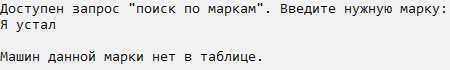 Доступен запрос "поиск по маркам". Введите нужную марку:
Я устал
Машин данной марки нет в таблице.